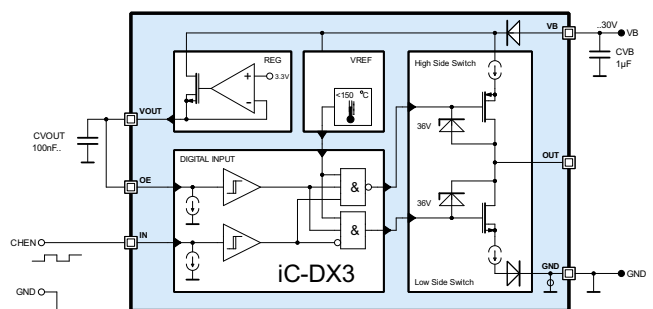 ..30V
VB
VB
CVB
1µF
REG
VREF
High Side Switch
3.3V
<150 °C
VOUT
36V
CVOUT
100nF..
OUT
DIGITAL INPUT
OE
&
36V
IN
&
CHEN
GND
GND
iC-DX3
Low Side Switch
GND